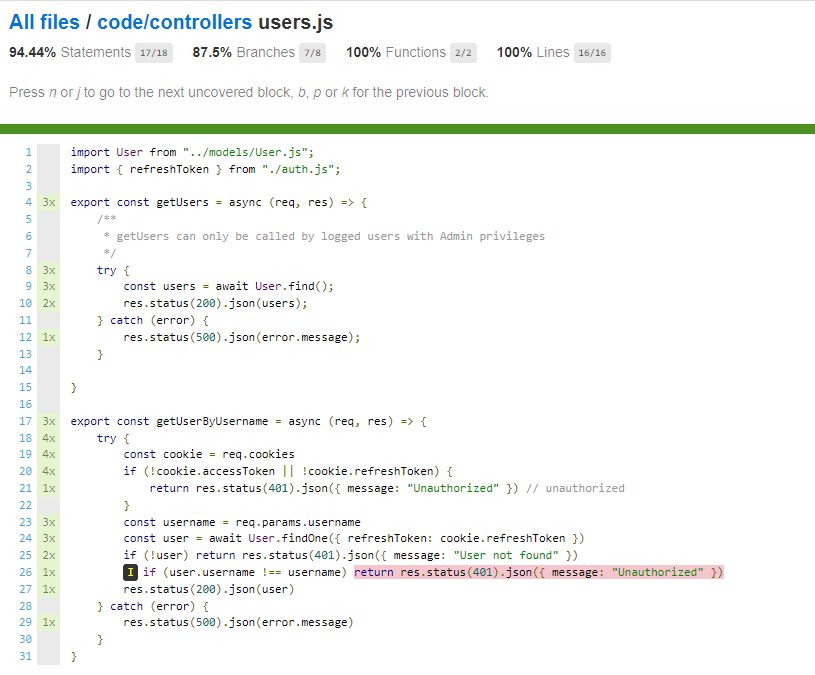 All files / code/controllers users.js
94.44% Statements 17/18 87.5% Branches 7/8 100% Functions 2/2 100% Lines 16/16
Press n or j to go to the next uncovered block, b, p or k for the previous block.
1 import User from "../models/User.js";
2 import { refreshToken } from "./auth.js";
3
4 3x export const getUsers = async (req, res) => {
5 /**
6 * getUsers can only be called by logged users with Admin privileges
7 */
8 3x try {
9 3x const users = await User.find();
10 2x res.status(200).json(users);
11 } catch (error) {
12 1x res.status(500).json(error.message);
13 }
14
15 }
16
17 3x export const getUserByUsername = async (req, res) => {
18 4x try {
19 4x const cookie = req.cookies
20 4x if (!cookie.accessToken || !cookie.refreshToken) {
21 1x return res.status(401).json({ message: "Unauthorized" }) // unauthorized
22 }
23 3x const username = req.params.username
24 3x const user = await User.findOne({ refreshToken: cookie.refreshToken })
25 2x if (!user) return res.status(401).json({ message: "User not found" })
26 1x I if (user.username !== username) return res.status(401).json({ message: "Unauthorized" })
27 1x res.status(200).json(user)
28 } catch (error) {
29 1x res.status(500).json(error.message)
30 }
31 }